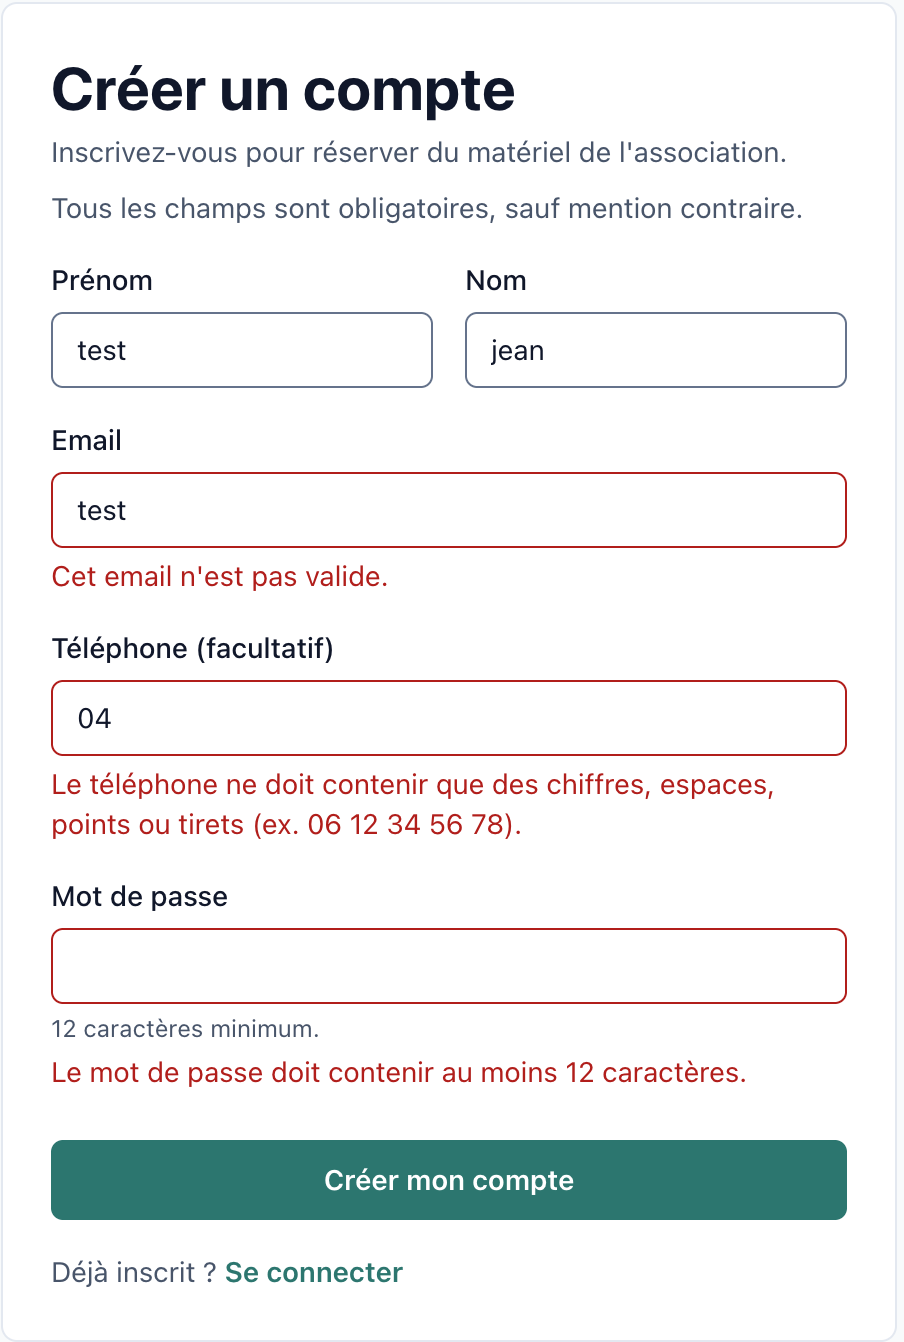 Créer un compte
Inscrivez-vous pour réserver du matériel de l'association.
Tous les champs sont obligatoires, sauf mention contraire.
Prénom
Nom
test
jean
Email
test
Cet email n'est pas valide.
Téléphone (facultatif)
04
Le téléphone ne doit contenir que des chiffres, espaces,
points ou tirets (ex. 06 12 34 56 78).
Mot de passe
12 caractères minimum.
Le mot de passe doit contenir au moins 12 caractères.
Créer mon compte
Déjà inscrit ? Se connecter